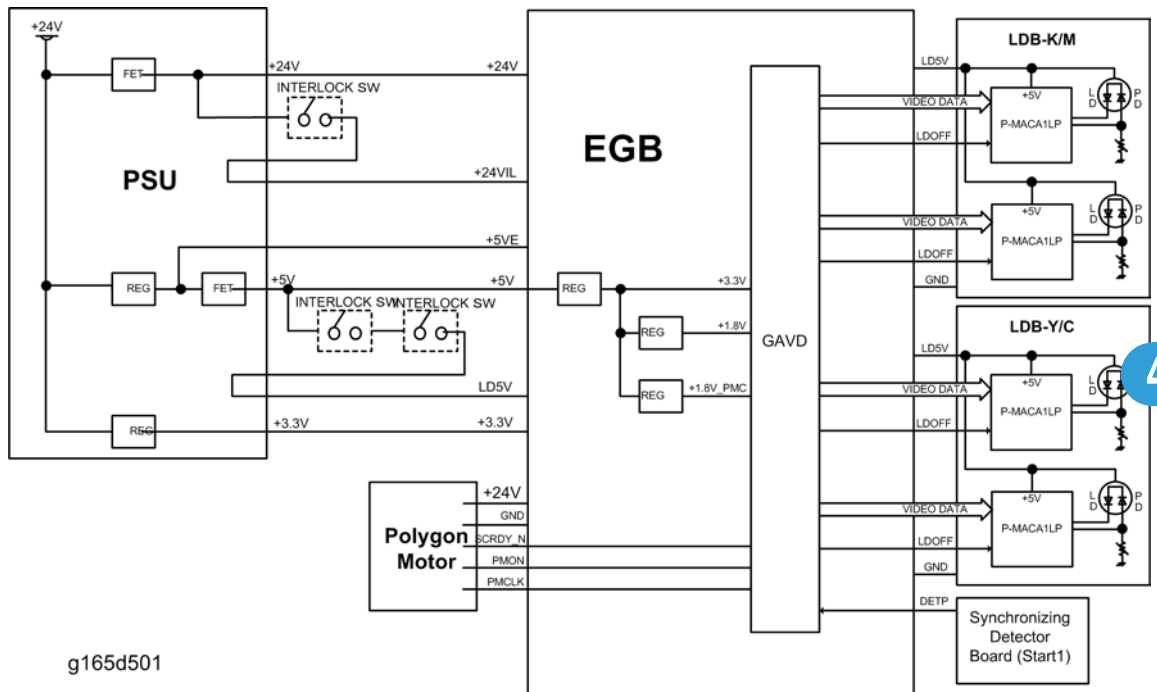 +24V
FET
+24V
+24V
INTERLOCK SW
PSU
+24VIL
+5VE
REG
FET
+5V
+5V
INTERLOCK SW
INTERLOCK SW
LD5V
REG
+3.3V
+3.3V
EGB
REG
+3.3V
REG
+1.8V
REG
+1.8V_PMC
GAVD
Polygon
Motor
+24V
GND
SCRDY_N
PMON
PMCLK
LDB-K/M
LD5V
+5V
VIDEO DATA
P-MACA1LP
L
D
P
D
LDOFF
+5V
VIDEO DATA
P-MACA1LP
L
D
P
D
LDOFF
GND
LDB-Y/C
LD5V
+5V
VIDEO DATA
P-MACA1LP
L
D
4
LDOFF
+5V
VIDEO DATA
P-MACA1LP
L
D
P
D
LDOFF
GND
DETP
Synchronizing
Detector
Board (Start1)
g165d501